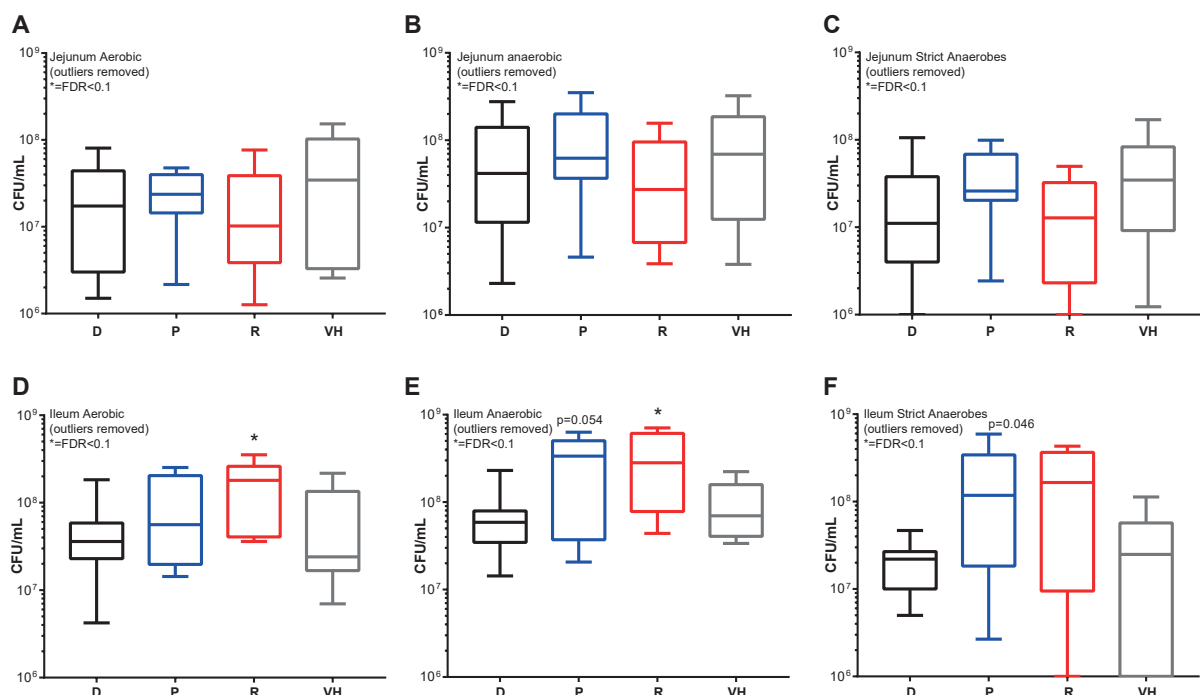 A
Jejunum Aerobic
(outliers removed)
*=FDR<0.1
CFU/mL
10⁹
10⁸
10⁷
10⁶
D P R VH
B
Jejunum anaerobic
(outliers removed)
*=FDR<0.1
CFU/mL
10⁹
10⁸
10⁷
10⁶
D P R VH
C
Jejunum Strict Anaerobes
(outliers removed)
*=FDR<0.1
CFU/mL
10⁹
10⁸
10⁷
10⁶
D P R VH
D
Ileum Aerobic
(outliers removed)
*=FDR<0.1
*
CFU/mL
10⁹
10⁸
10⁷
10⁶
D P R VH
E
Ileum Anaerobic p=0.054 *
(outliers removed)
*=FDR<0.1
CFU/mL
10⁹
10⁸
10⁷
10⁶
D P R VH
F
Ileum Strict Anaerobes
(outliers removed) p=0.046
*=FDR<0.1
CFU/mL
10⁹
10⁸
10⁷
10⁶
D P R VH